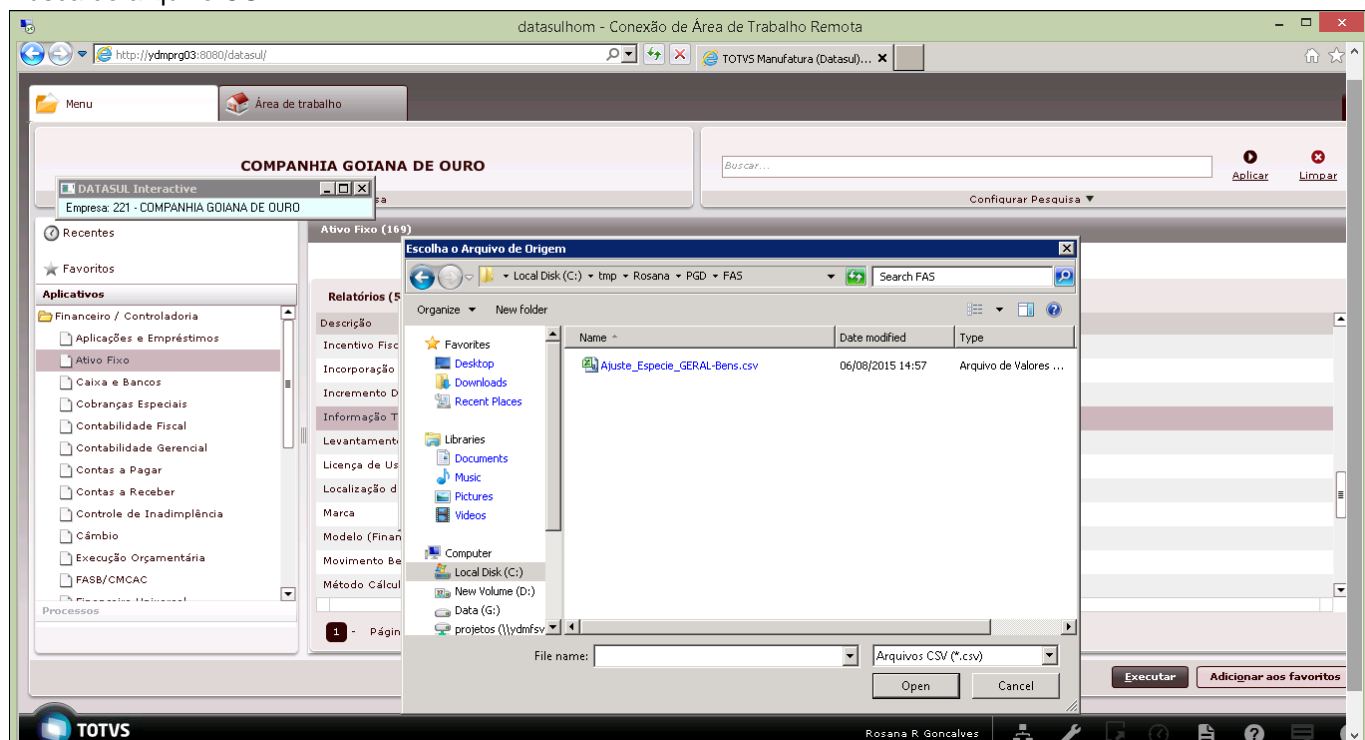 datasulhom - Conexão de Área de Trabalho Remota
http://ydmprg03:8080/datasul/
TOTVS Manufatura (Datasul)...
Menu
Área de trabalho
COMPANHIA GOIANA DE OURO
Buscar...
Aplicar
Limpar
Configurar Pesquisa
DATASUL Interactive
Empresa: 221 - COMPANHIA GOIANA DE OURO
Recentes
Favoritos
Aplicativos
Financeiro / Controladoria
Aplicações e Empréstimos
Ativo Fixo
Caixa e Bancos
Cobranças Especiais
Contabilidade Fiscal
Contabilidade Gerencial
Contas a Pagar
Contas a Receber
Controle de Inadimplência
Câmbio
Execução Orçamentária
FASB/CMCAC
Processos
Ativo Fixo (169)
Relatórios (5
Descrição
Incentivo Fisc
Incorporação
Incremento D
Informação T
Levantament
Licença de Us
Localização d
Marca
Modelo (Finan
Movimento Be
Método Cálcul
1 - Págin
Escolha o Arquivo de Origem
Local Disk (C:) tmp Rosana PGD FAS
Search FAS
Organize New folder
Favorites
Desktop
Downloads
Recent Places
Libraries
Documents
Music
Pictures
Videos
Computer
Local Disk (C:)
New Volume (D:)
Data (G:)
projetos (\\ydmfsv
Name Date modified Type
Ajuste_Especie_GERAL-Bens.csv 06/08/2015 14:57 Arquivo de Valores ...
File name:
Arquivos CSV (*.csv)
Open Cancel
Executar
Adicionar aos favoritos
TOTVS
Rosana R Goncalves